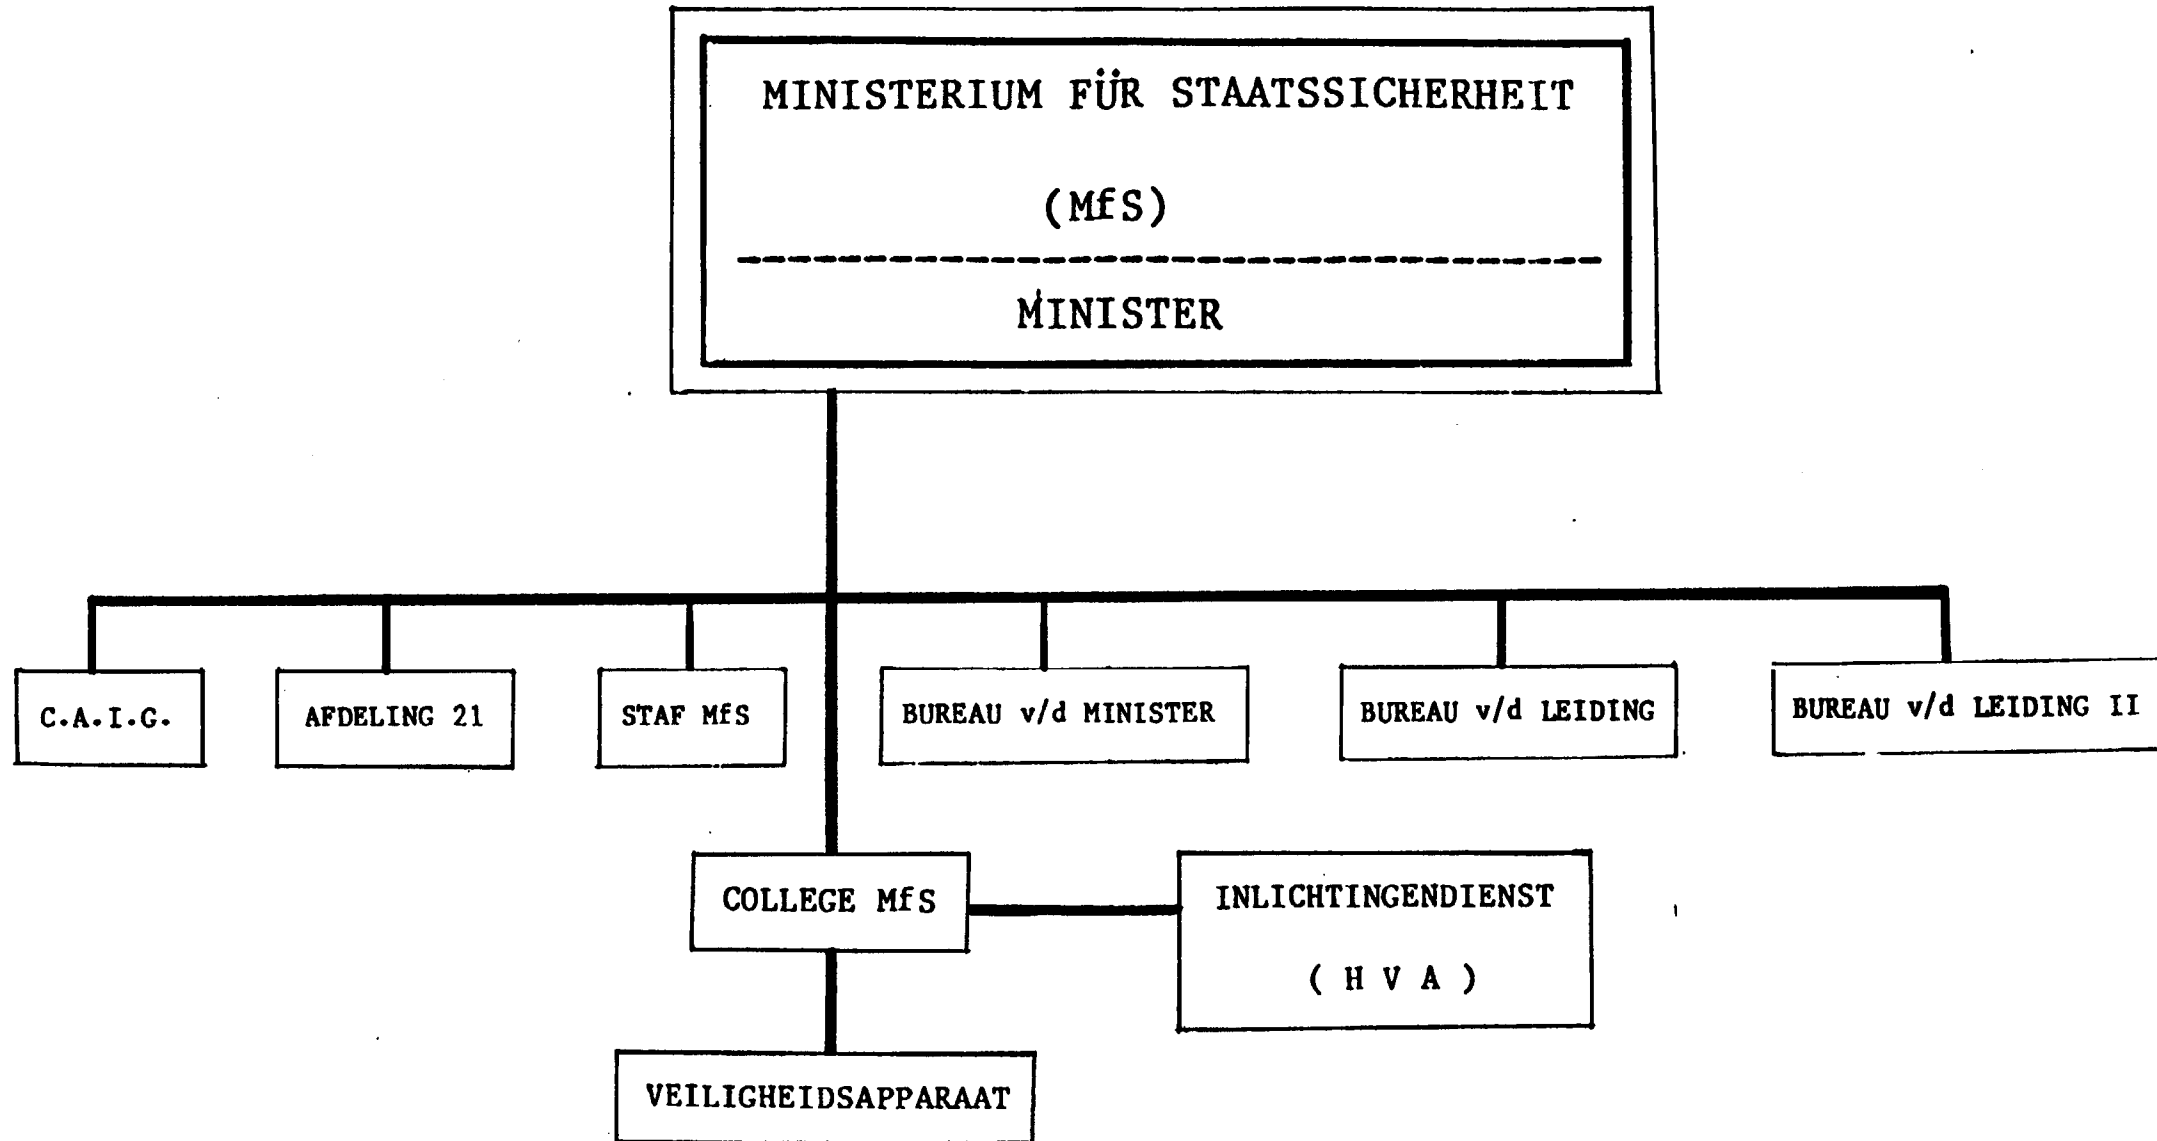 MINISTERIUM FÜR STAATSSICHERHEIT
(MfS)
MINISTER
C.A.I.G.
AFDELING 21
STAF MfS
BUREAU v/d MINISTER
BUREAU v/d LEIDING
BUREAU v/d LEIDING II
COLLEGE MfS
INLICHTINGENDIENST
( H V A )
VEILIGHEIDSAPPARAAT